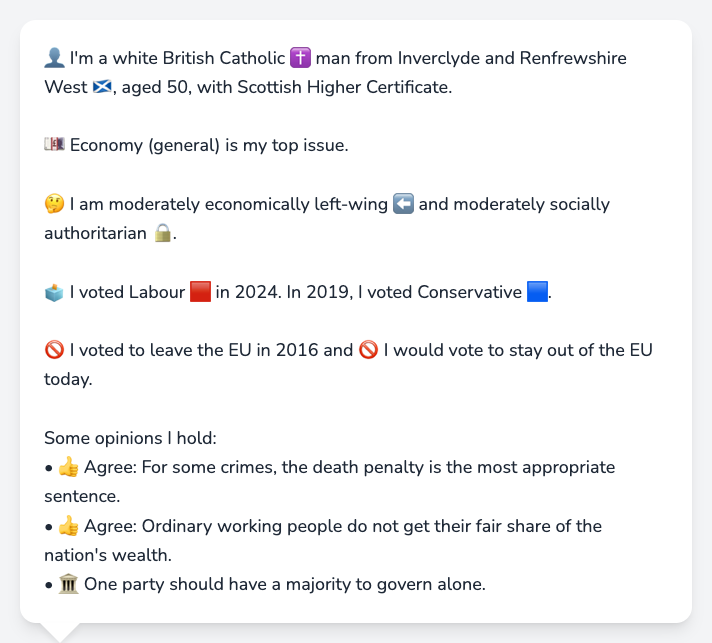 👤 I'm a white British Catholic ✝️ man from Inverclyde and Renfrewshire
West 🏴󠁧󠁢󠁳󠁣󠁴󠁿, aged 50, with Scottish Higher Certificate.
💷 Economy (general) is my top issue.
🤔 I am moderately economically left-wing ⬅️ and moderately socially
authoritarian 🔒.
🗳️ I voted Labour 🟥 in 2024. In 2019, I voted Conservative 🟦.
🚫 I voted to leave the EU in 2016 and 🚫 I would vote to stay out of the EU
today.
Some opinions I hold:
• 👍 Agree: For some crimes, the death penalty is the most appropriate
sentence.
• 👍 Agree: Ordinary working people do not get their fair share of the
nation's wealth.
• 🏛️ One party should have a majority to govern alone.